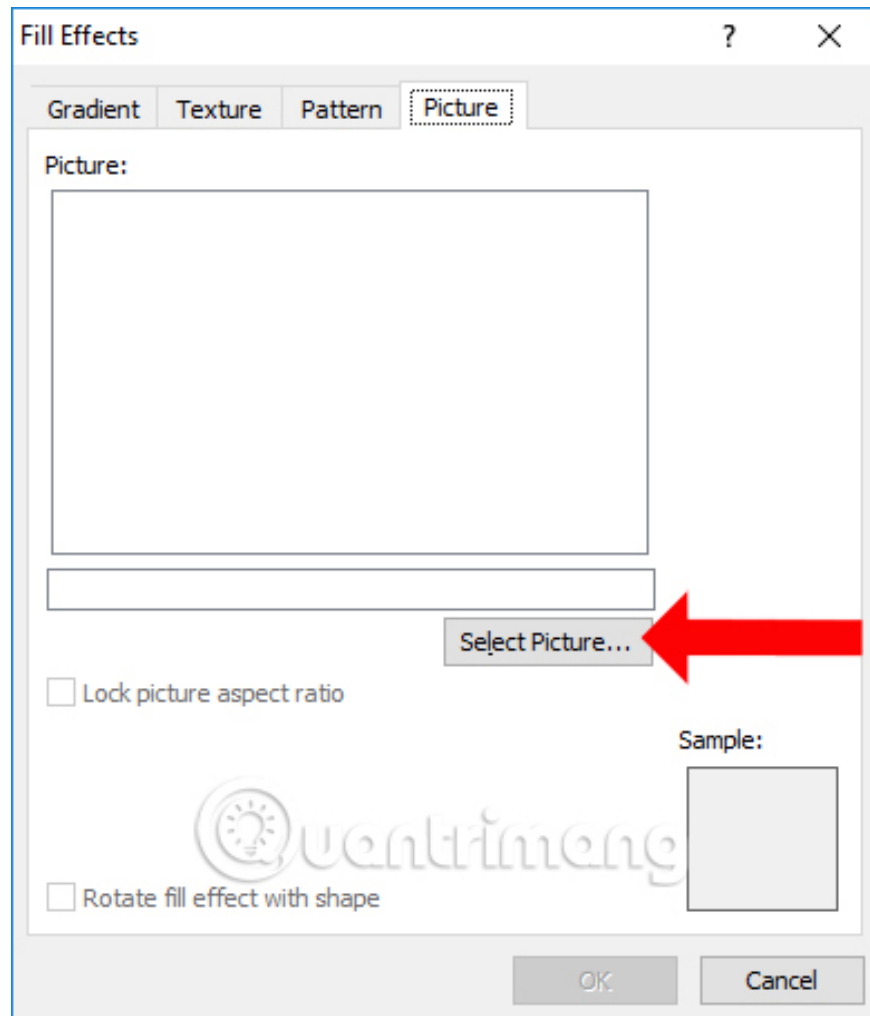 Fill Effects ?
Gradient Texture Pattern Picture
Picture:
Select Picture...
Lock picture aspect ratio
Sample:
Quantrimang
Rotate fill effect with shape
OK Cancel